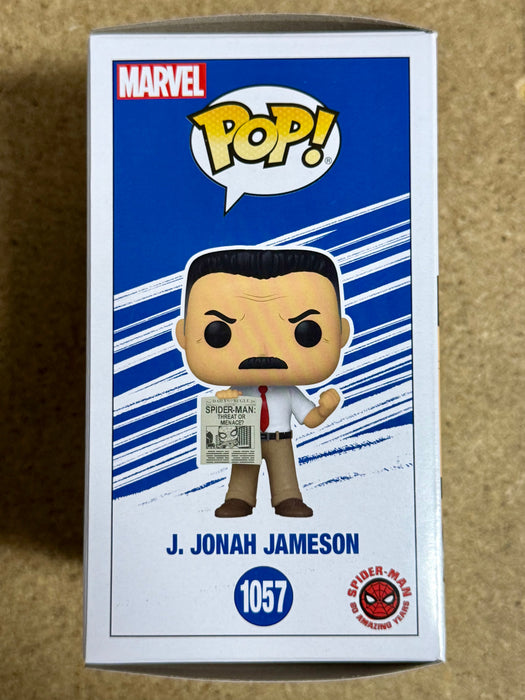 MARVEL
POP!
®
DAILY BUGLE
SPIDER-MAN:
THREAT OR
MENACE?
J. JONAH JAMESON
1057
SPIDER-MAN
60 AMAZING YEARS